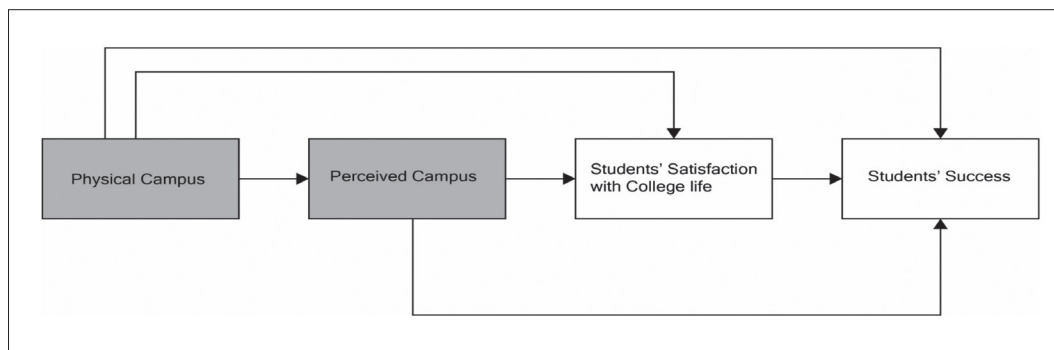 Physical Campus
Perceived Campus
Students’ Satisfaction
with College life
Students’ Success